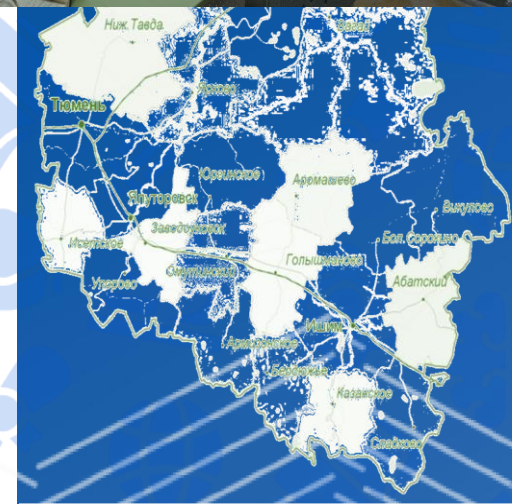 Ниж.Тавда
Вагай
Ярково
Тюмень
Юргинское
Аромашево
Викулово
Ялуторовск
Заводоуковск
Исетское
Бол. Сорокино
Голышманово
Омутинский
Упорово
Абатский
Ишим
Армизонское
Бердюжье
Казанское
Сладково